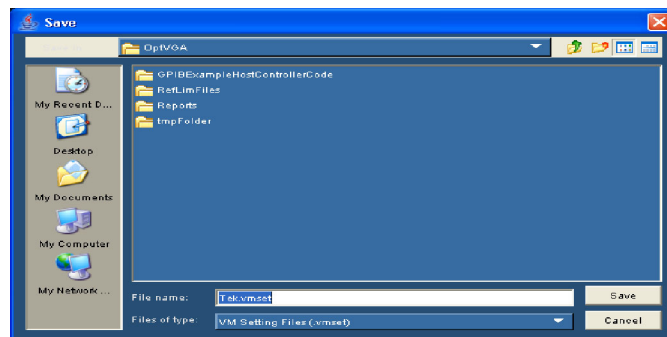 Save
OptVGA
GPIBExampleHostControllerCode
RefLimFiles
Reports
tmpFolder
My Recent D...
Desktop
My Documents
My Computer
My Network ...
File name:
Tek.vmset
Save
Files of type:
VM Setting Files (.vmset)
Cancel